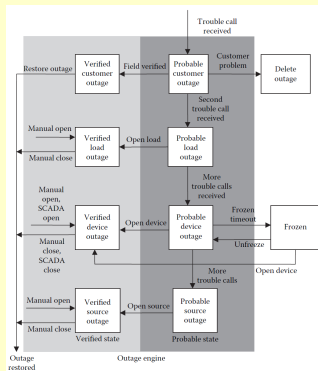 Trouble call
received
Restore outage
Verified
customer
outage
Field verified
Probable
customer
outage
Customer
problem
Delete
outage
Second
trouble call
received
Manual open
Manual close
Verified
load
outage
Open load
Probable
load
outage
More
trouble calls
received
Manual
open,
SCADA
open
Manual
close,
SCADA
close
Verified
device
outage
Open device
Probable
device
outage
Frozen
timeout
Unfreeze
Frozen
Open device
More
trouble calls
Manual open
Manual close
Verified
source
outage
Open source
Probable
source
outage
Verified state
Probable state
Outage
restored
Outage engine